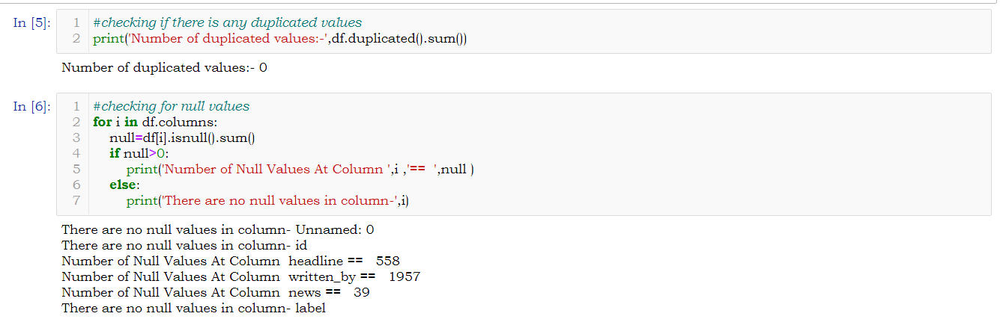 In [5]:
1 #checking if there is any duplicated values
2 print('Number of duplicated values:-',df.duplicated().sum())
Number of duplicated values:- 0
In [6]:
1 #checking for null values
2 for i in df.columns:
3     null=df[i].isnull().sum()
4     if null>0:
5         print('Number of Null Values At Column ',i ,'==  ',null )
6     else:
7         print('There are no null values in column-',i)
There are no null values in column- Unnamed: 0
There are no null values in column- id
Number of Null Values At Column  headline ==   558
Number of Null Values At Column  written_by ==   1957
Number of Null Values At Column  news ==   39
There are no null values in column- label